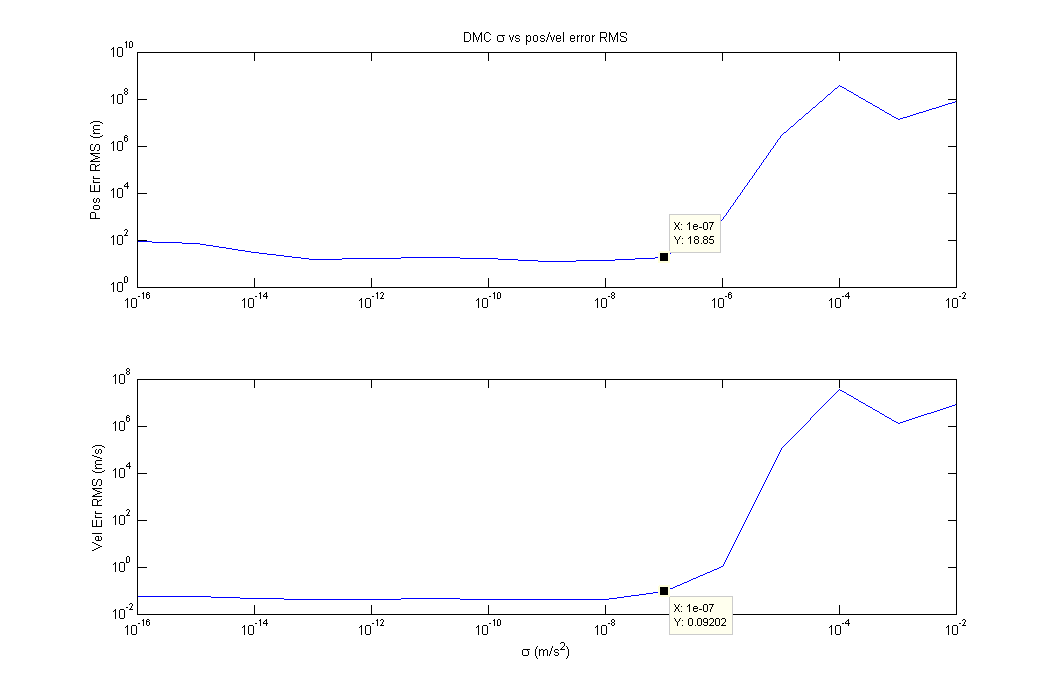 DMC σ vs pos/vel error RMS
10^10
10^8
10^6
10^4
10^2
10^0
Pos Err RMS (m)
X: 1e-07
Y: 18.85
10^-16 10^-14 10^-12 10^-10 10^-8 10^-6 10^-4 10^-2
10^8
10^6
10^4
10^2
10^0
10^-2
Vel Err RMS (m/s)
X: 1e-07
Y: 0.09202
10^-16 10^-14 10^-12 10^-10 10^-8 10^-6 10^-4 10^-2
σ (m/s^2)